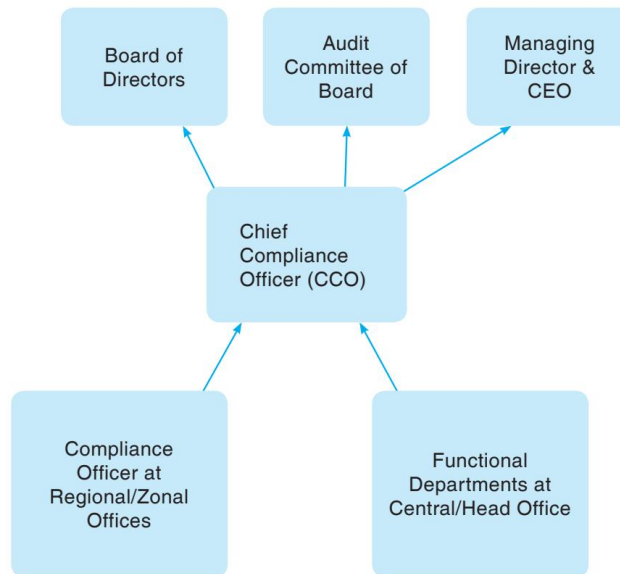 Board of
Directors
Audit
Committee of
Board
Managing
Director &
CEO
Chief
Compliance
Officer (CCO)
Compliance
Officer at
Regional/Zonal
Offices
Functional
Departments at
Central/Head Office